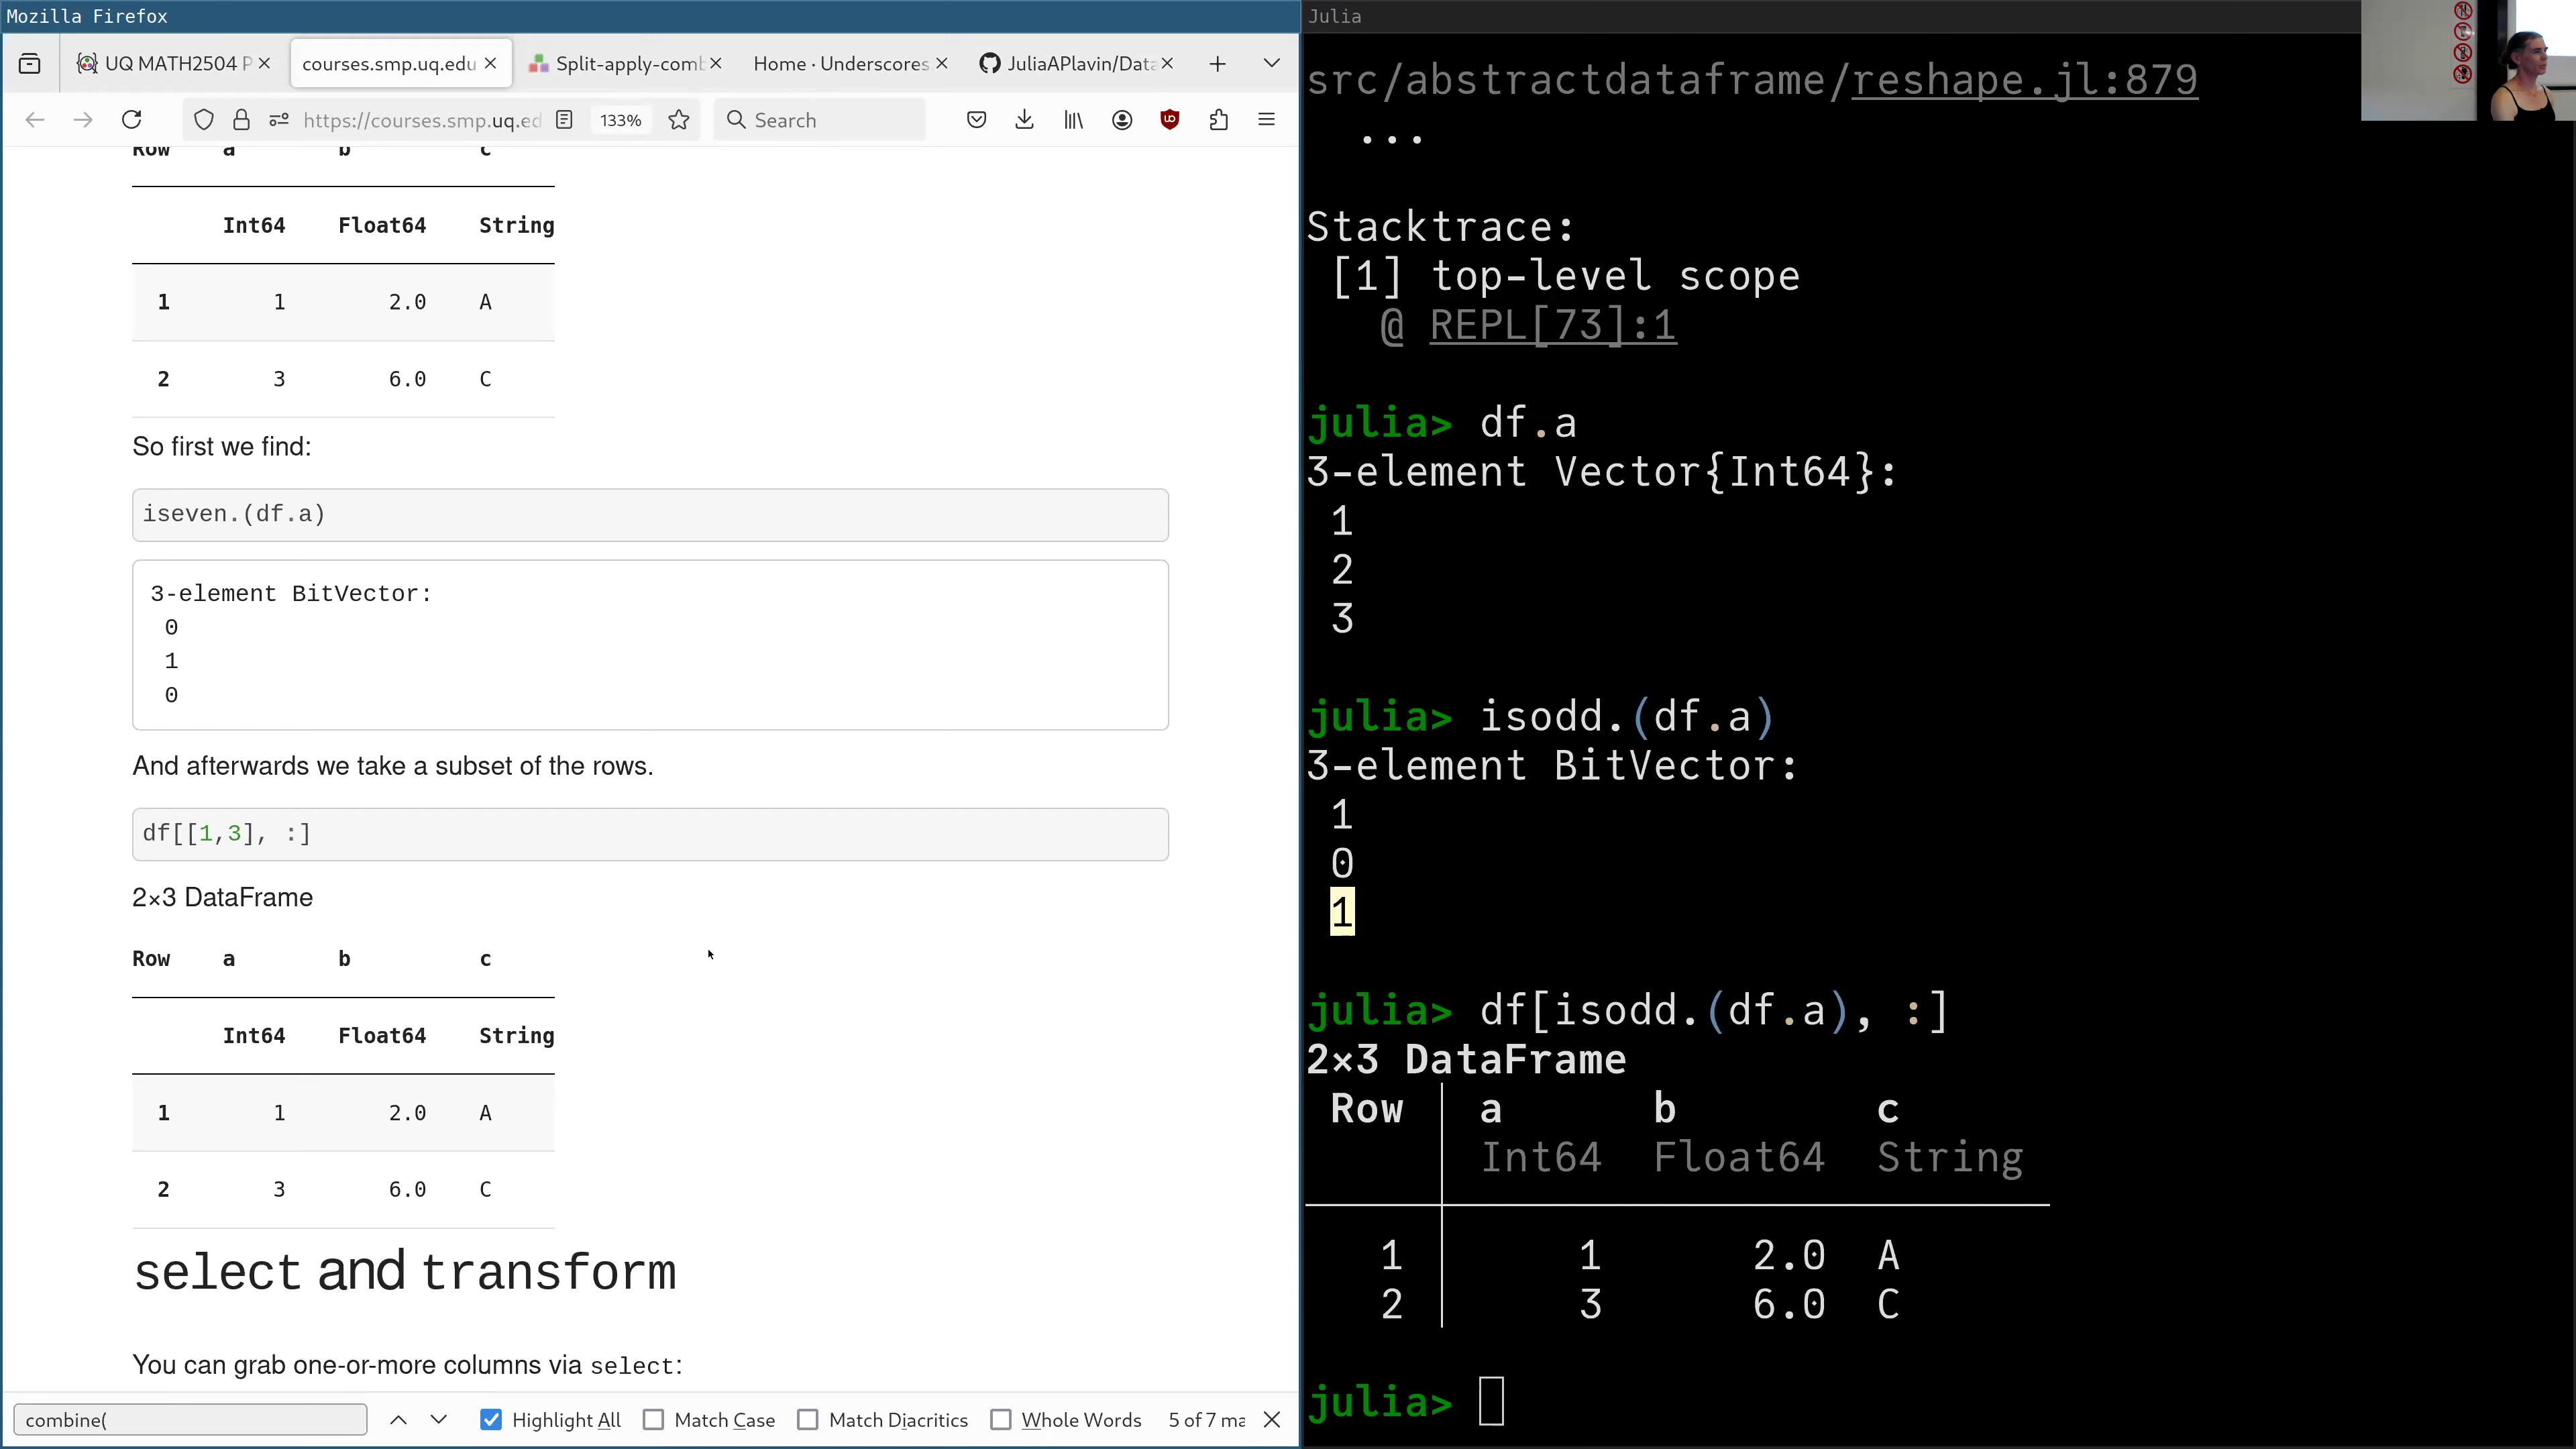 Mozilla Firefox
UQ MATH2504 P
courses.smp.uq.edu
Split-apply-comb
Home · Underscores.
JuliaAPlavin/Data
https://courses.smp.uq.ed
133%
Search
Row a b c
Int64 Float64 String
1 1 2.0 A
2 3 6.0 C
So first we find:
iseven.(df.a)
3-element BitVector:
0
1
0
And afterwards we take a subset of the rows.
df[[1,3], :]
2×3 DataFrame
Row a b c
Int64 Float64 String
1 1 2.0 A
2 3 6.0 C
select and transform
You can grab one-or-more columns via select:
combine(
Highlight All
Match Case
Match Diacritics
Whole Words
5 of 7 ma
Julia
src/abstractdataframe/reshape.jl:879
...
Stacktrace:
[1] top-level scope
@ REPL[73]:1
julia> df.a
3-element Vector{Int64}:
1
2
3
julia> isodd.(df.a)
3-element BitVector:
1
0
1
julia> df[isodd.(df.a), :]
2×3 DataFrame
Row a b c
Int64 Float64 String
1 1 2.0 A
2 3 6.0 C
julia>